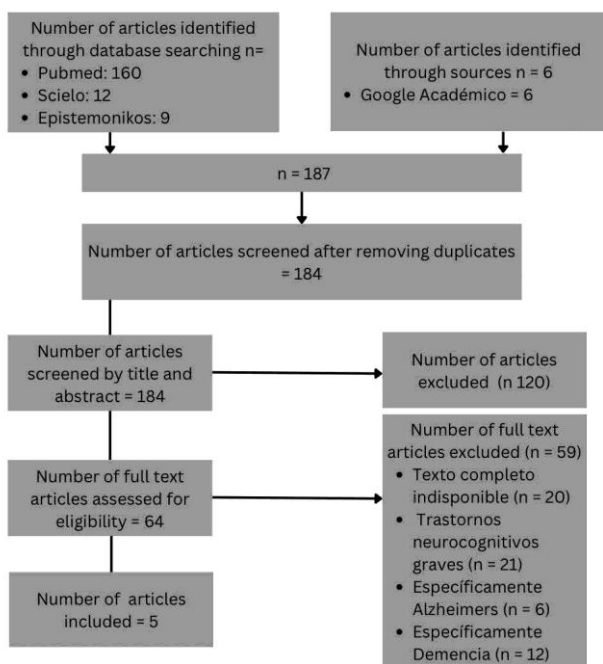 Number of articles identified
through database searching n=
• Pubmed: 160
• Scielo: 12
• Epistemonikos: 9
Number of articles identified
through sources n = 6
• Google Académico = 6
n = 187
Number of articles screened after removing duplicates
= 184
Number of articles
screened by title and
abstract = 184
Number of articles
excluded (n 120)
Number of full text
articles assessed for
eligibility = 64
Number of full text
articles excluded (n = 59)
• Texto completo
indisponible (n = 20)
• Trastornos
neurocognitivos
graves (n = 21)
• Específicamente
Alzheimers (n = 6)
• Específicamente
Demencia (n = 12)
Number of articles
included = 5